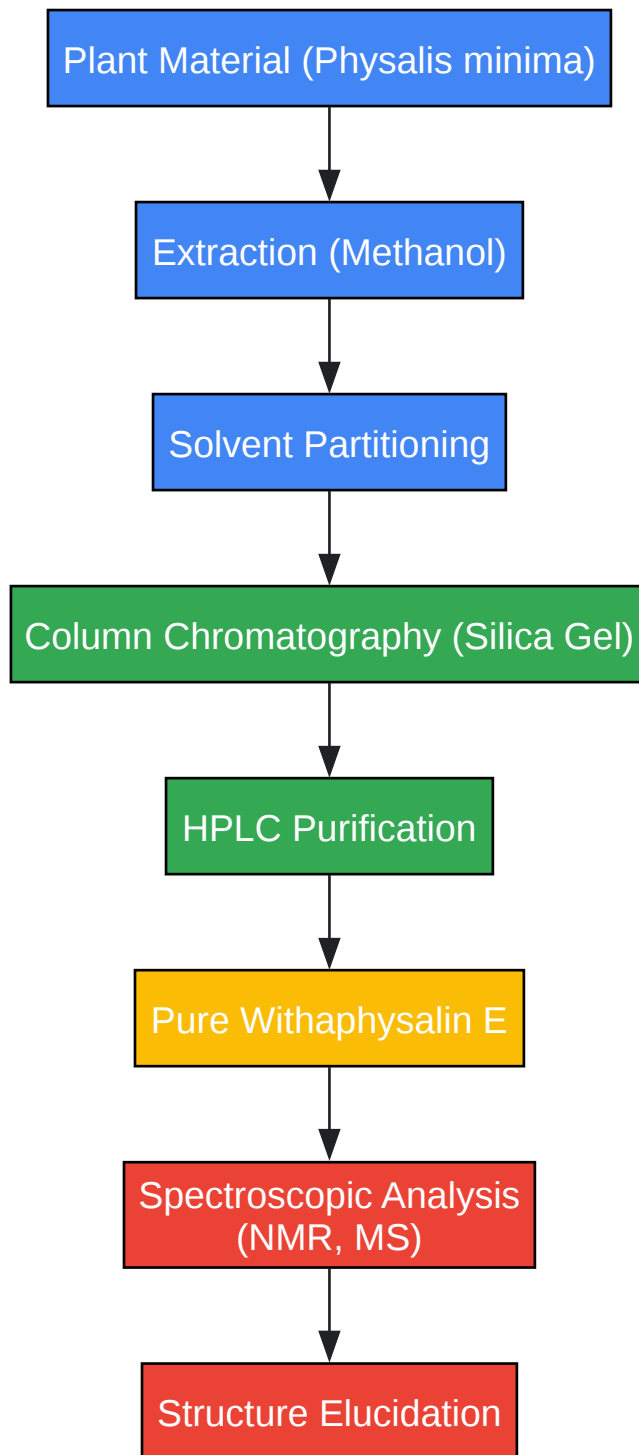 Plant Material (Physalis minima)
Extraction (Methanol)
Solvent Partitioning
Column Chromatography (Silica Gel)
HPLC Purification
Pure Withaphysalin E
Spectroscopic Analysis
(NMR, MS)
Structure Elucidation